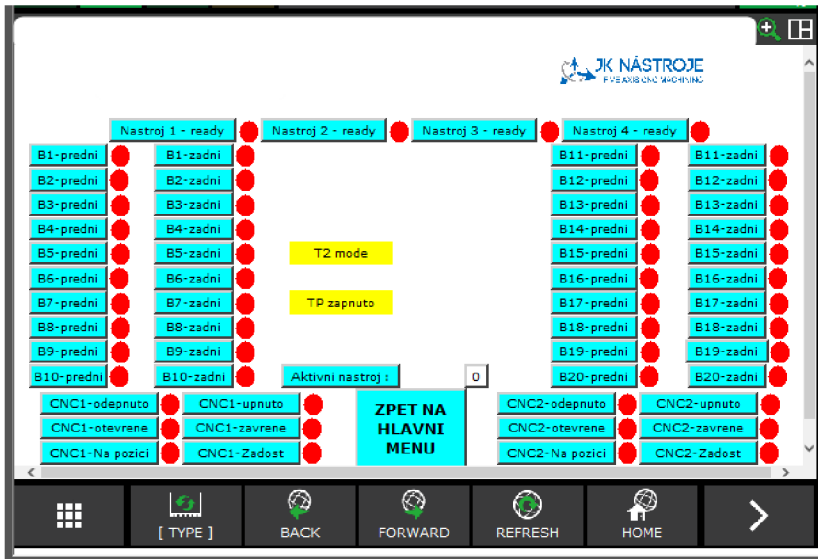 JK NÁSTROJE
FIVE AXIS CNC MACHINING
Nastroj 1 - ready Nastroj 2 - ready Nastroj 3 - ready Nastroj 4 - ready
B1-predni B1-zadni B11-predni B11-zadni
B2-predni B2-zadni B12-predni B12-zadni
B3-predni B3-zadni B13-predni B13-zadni
B4-predni B4-zadni B14-predni B14-zadni
B5-predni B5-zadni T2 mode B15-predni B15-zadni
B6-predni B6-zadni B16-predni B16-zadni
B7-predni B7-zadni TP zapnuto B17-predni B17-zadni
B8-predni B8-zadni B18-predni B18-zadni
B9-predni B9-zadni B19-predni B19-zadni
B10-predni B10-zadni Aktivni nastroj : 0 B20-predni B20-zadni
CNC1-odepnuto CNC1-upnuto CNC2-odepnuto CNC2-upnuto
CNC1-otevrene CNC1-zavrene CNC2-otevrene CNC2-zavrene
CNC1-Na pozici CNC1-Zadost CNC2-Na pozici CNC2-Zadost
ZPET NA
HLAVNI
MENU
[ TYPE ] BACK FORWARD REFRESH HOME